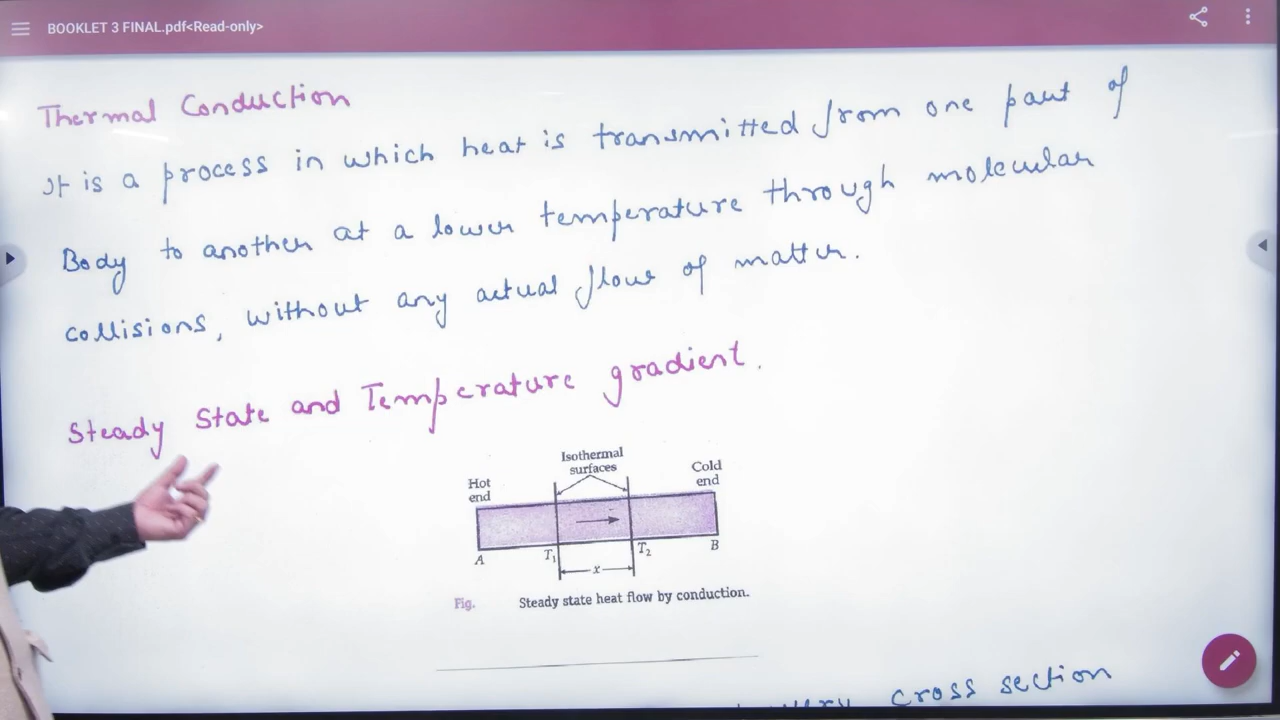 BOOKLET 3 FINAL.pdf<Read-only>
Thermal Conduction
It is a process in which heat is transmitted from one part of
Body to another at a lower temperature through molecular
collisions, without any actual flow of matter.
Steady State and Temperature gradient.
Isothermal
surfaces
Hot
end
Cold
end
A
T1
T2
B
x
Fig. Steady state heat flow by conduction.
cross section